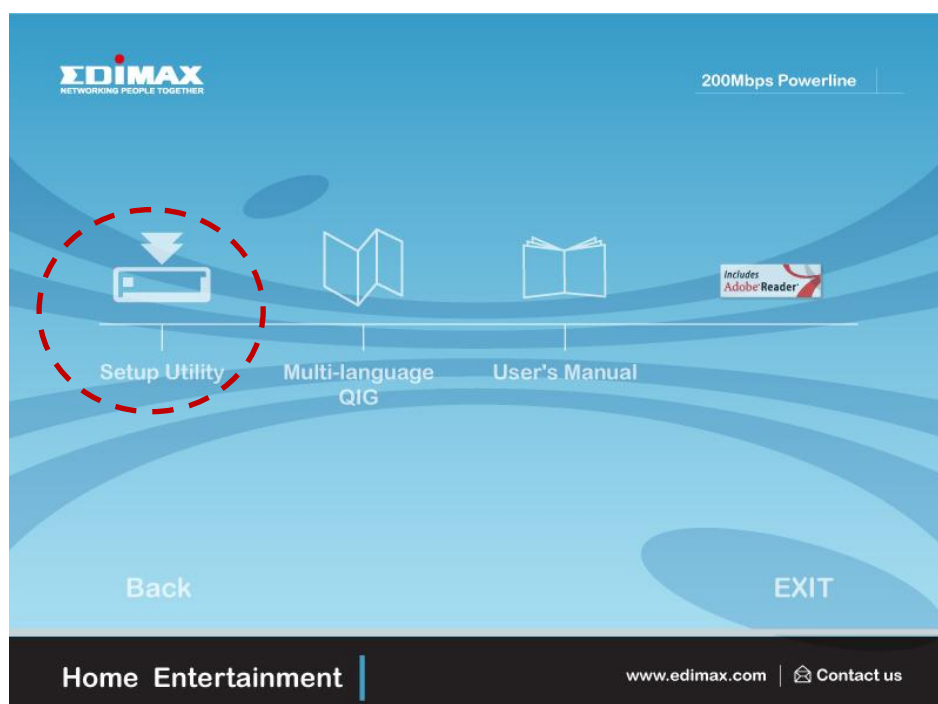 EDIMAX
NETWORKING PEOPLE TOGETHER
200Mbps Powerline
Includes
Adobe Reader
Setup Utility
Multi-language
QIG
User's Manual
Back
EXIT
Home Entertainment
www.edimax.com
Contact us